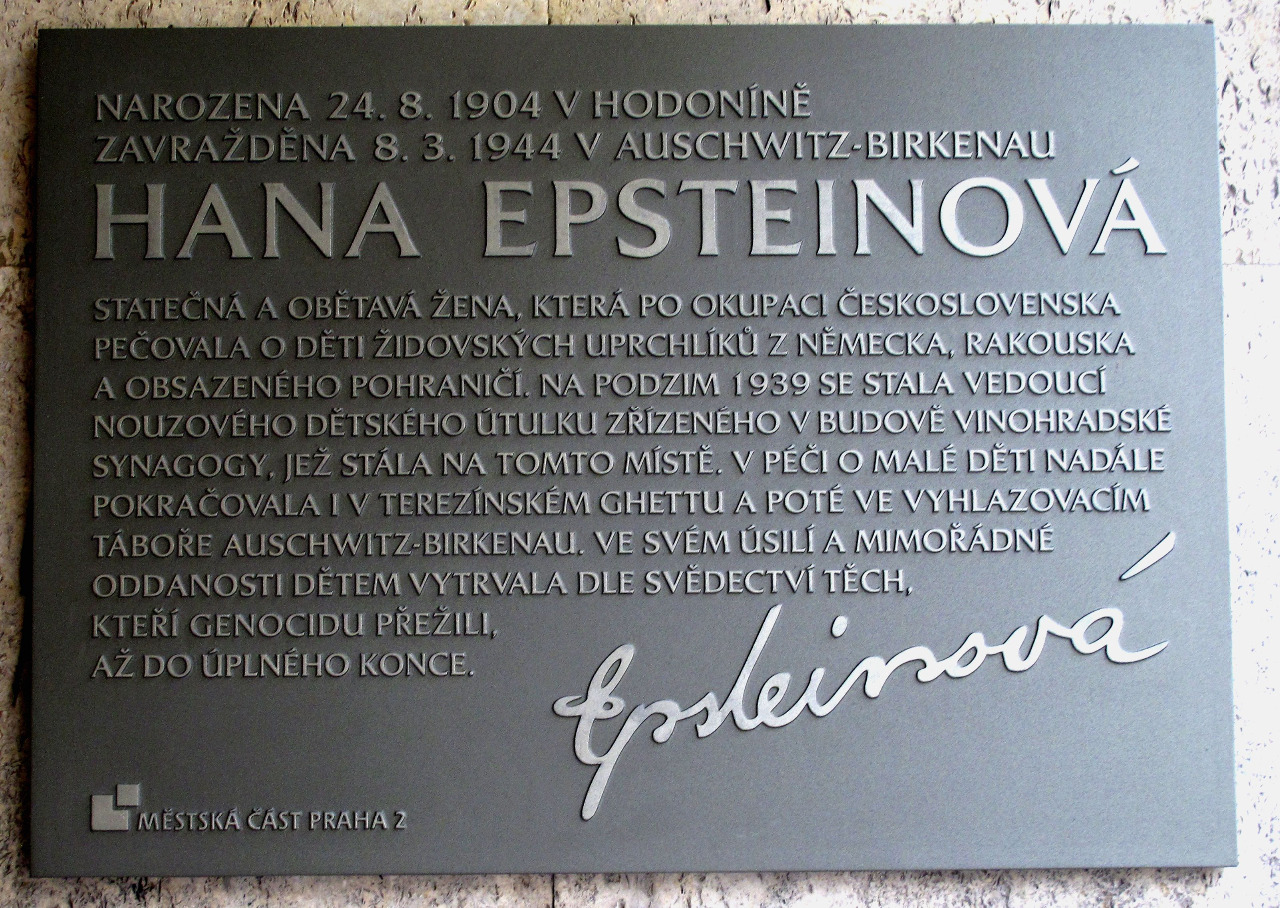 NAROZENA 24. 8. 1904 V HODONÍNĚ
ZAVRAŽDĚNA 8. 3. 1944 V AUSCHWITZ-BIRKENAU
HANA EPSTEINOVÁ
STATEČNÁ A OBĚTAVÁ ŽENA, KTERÁ PO OKUPACI ČESKOSLOVENSKA
PEČOVALA O DĚTI ŽIDOVSKÝCH UPRCHLÍKŮ Z NĚMECKA, RAKOUSKA
A OBSAZENÉHO POHRANIČÍ. NA PODZIM 1939 SE STALA VEDOUCÍ
NOUZOVÉHO DĚTSKÉHO ÚTULKU ZŘÍZENÉHO V BUDOVĚ VINOHRADSKÉ
SYNAGOGY, JEŽ STÁLA NA TOMTO MÍSTĚ. V PÉČI O MALÉ DĚTI NADÁLE
POKRAČOVALA I V TEREZÍNSKÉM GHETTU A POTÉ VE VYHLAZOVACÍM
TÁBOŘE AUSCHWITZ-BIRKENAU. VE SVÉM ÚSILÍ A MIMOŘÁDNÉ
ODDANOSTI DĚTEM VYTRVALA DLE SVĚDECTVÍ TĚCH,
KTEŘÍ GENOCIDU PŘEŽILI,
AŽ DO ÚPLNÉHO KONCE.
Epsteinová
MĚSTSKÁ ČÁST PRAHA 2